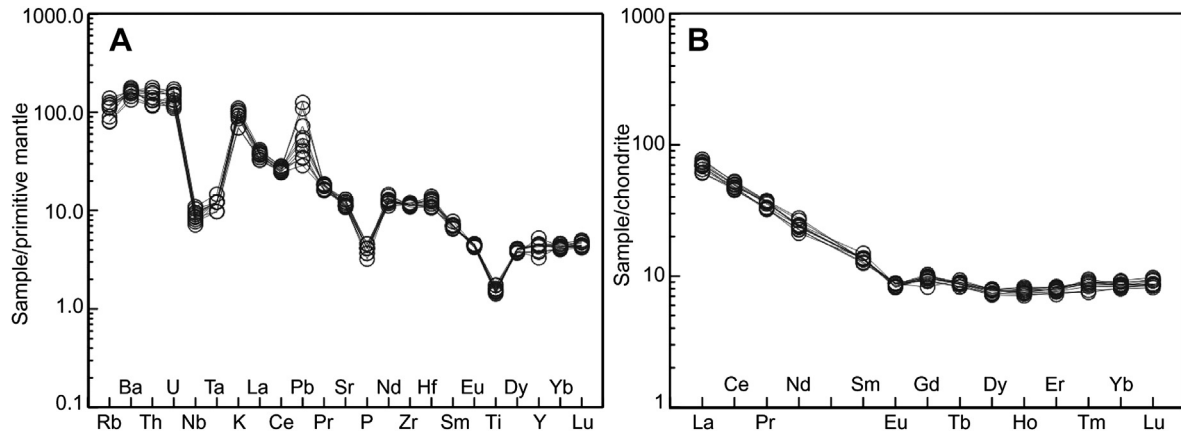 A
Sample/primitive mantle
1000.0
100.0
10.0
1.0
0.1
Ba Th U Ta La Pb Sr Nd Hf Eu Dy Yb
Rb Th Nb K Ce Pr P Zr Sm Ti Y Lu
B
Sample/chondrite
1000
100
10
1
Ce Nd Sm Gd Dy Er Yb
La Pr Eu Tb Ho Tm Lu